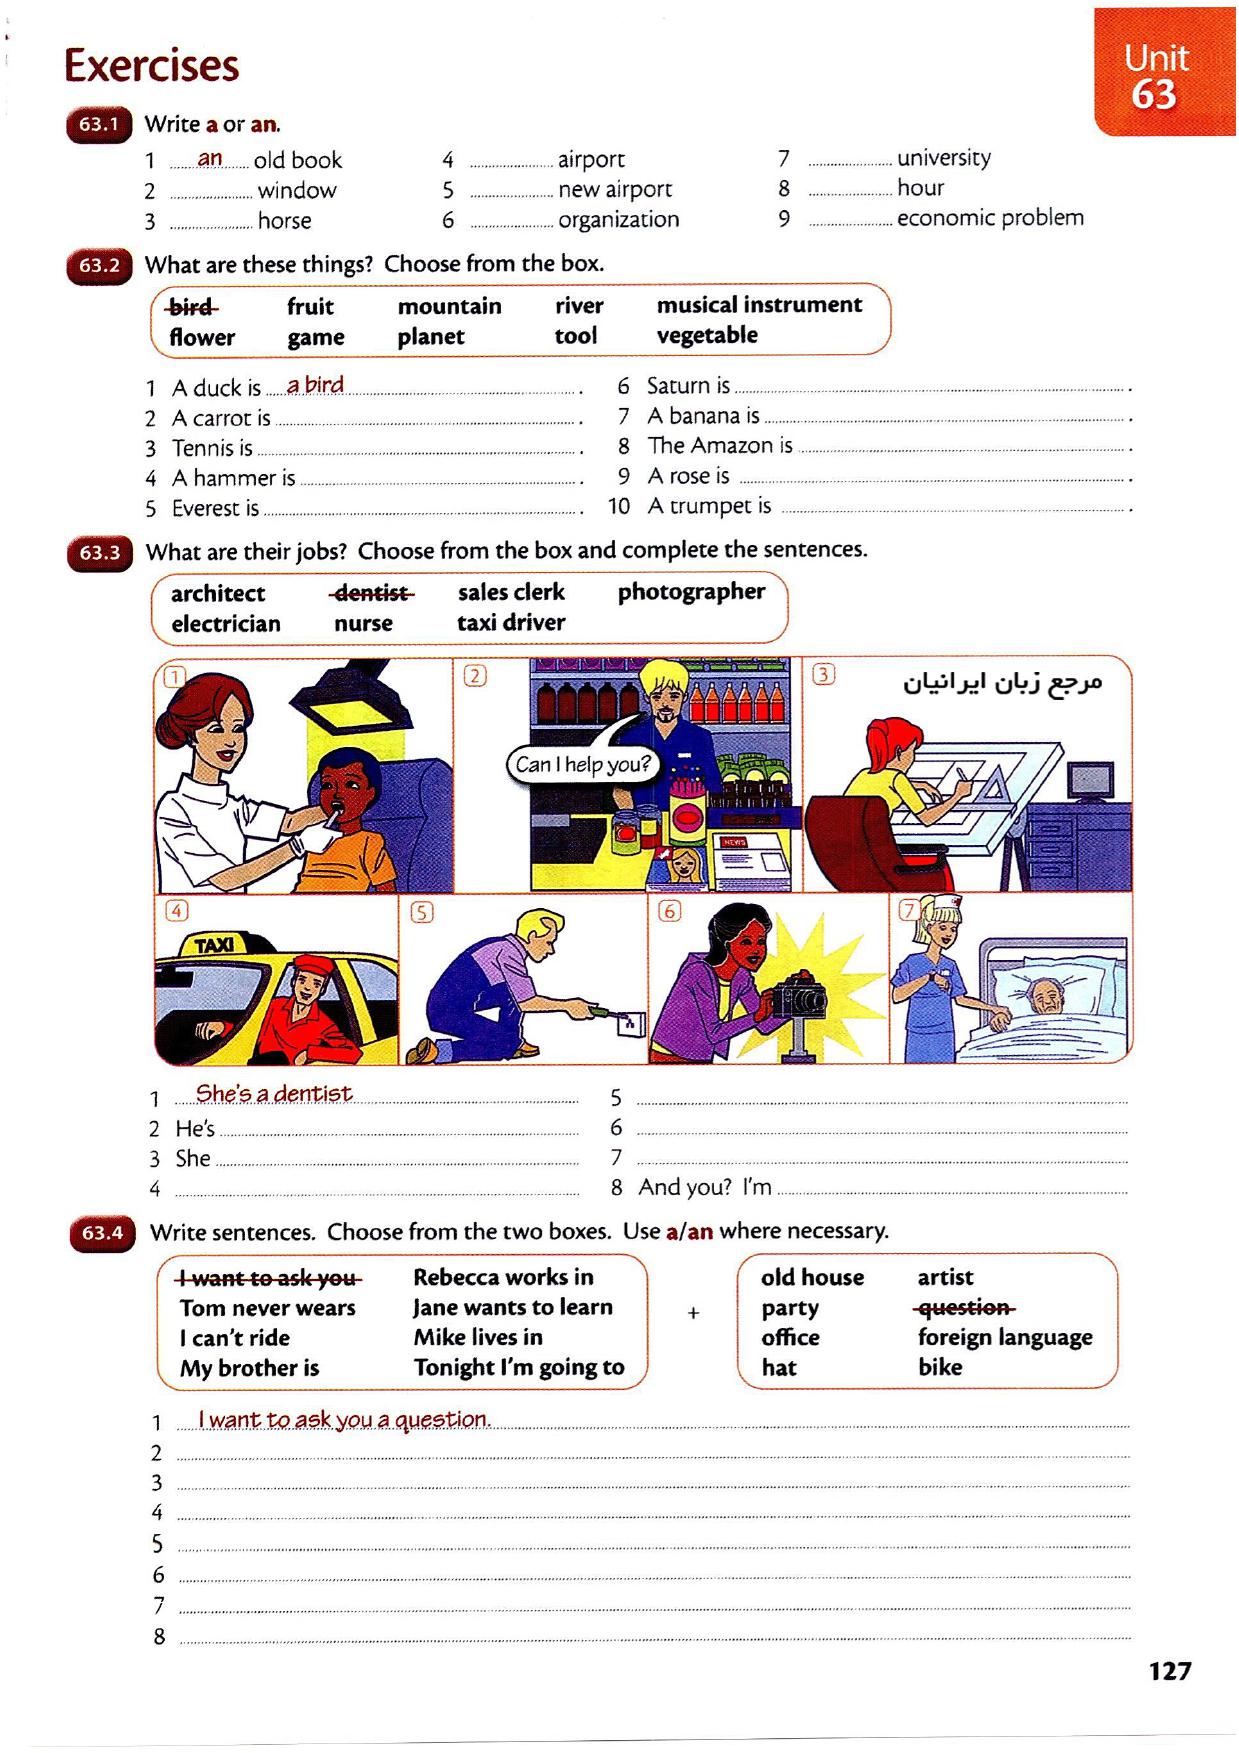 Exercises
Unit
63
63.1 Write a or an.
1 an old book 4 airport 7 university
2 window 5 new airport 8 hour
3 horse 6 organization 9 economic problem
63.2 What are these things? Choose from the box.
bird fruit mountain river musical instrument
flower game planet tool vegetable
1 A duck is a bird. 6 Saturn is .
2 A carrot is . 7 A banana is .
3 Tennis is . 8 The Amazon is .
4 A hammer is . 9 A rose is .
5 Everest is . 10 A trumpet is .
63.3 What are their jobs? Choose from the box and complete the sentences.
architect dentist sales clerk photographer
electrician nurse taxi driver
1 2 3 مرجع زبان ایرانیان
Can I help you?
NEWS
4 5 6 7
TAXI
1 She's a dentist 5
2 He's 6
3 She 7
4 8 And you? I'm
63.4 Write sentences. Choose from the two boxes. Use a/an where necessary.
I want to ask you Rebecca works in old house artist
Tom never wears Jane wants to learn + party question
I can't ride Mike lives in office foreign language
My brother is Tonight I'm going to hat bike
1 I want to ask you a question.
2
3
4
5
6
7
8
127